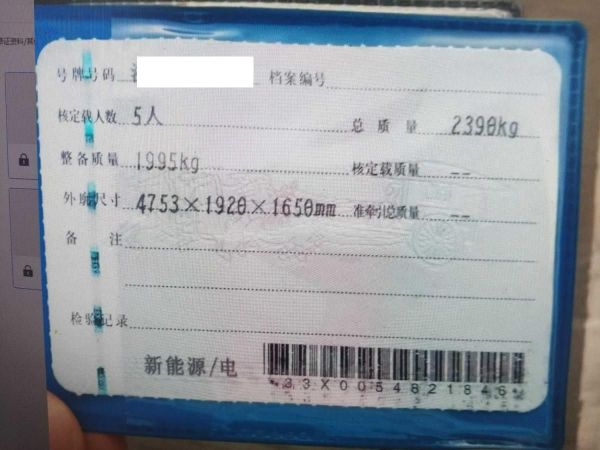 号牌号码 档案编号
核定载人数 5人 总质量 2390kg
整备质量 1995kg 核定载质量 --
外廓尺寸 4753×1920×1650mm 准牵引总质量 --
备注
检验记录
新能源/电
*33X0054821846*